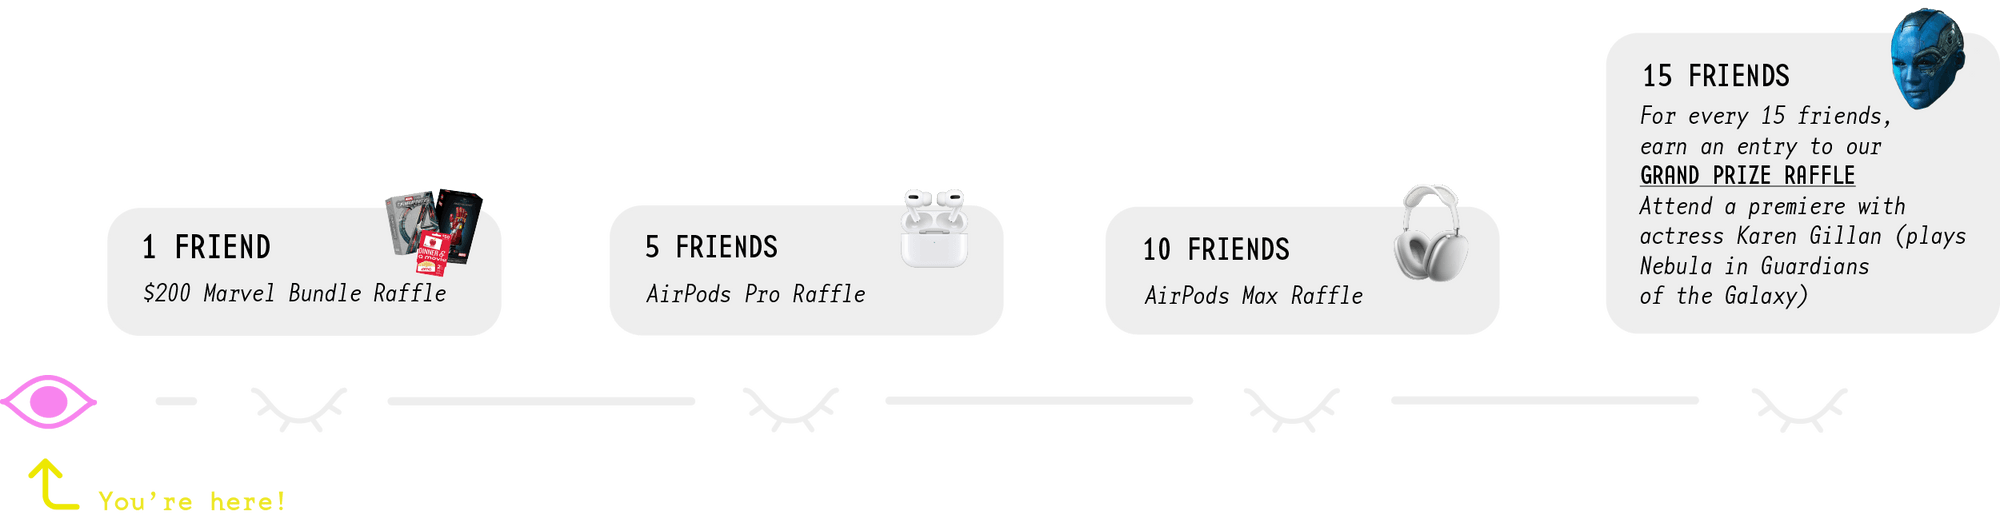 1 FRIEND
$200 Marvel Bundle Raffle
DINNER &
a movie
5 FRIENDS
AirPods Pro Raffle
10 FRIENDS
AirPods Max Raffle
15 FRIENDS
For every 15 friends,
earn an entry to our
GRAND PRIZE RAFFLE
Attend a premiere with
actress Karen Gillan (plays
Nebula in Guardians
of the Galaxy)
You're here!